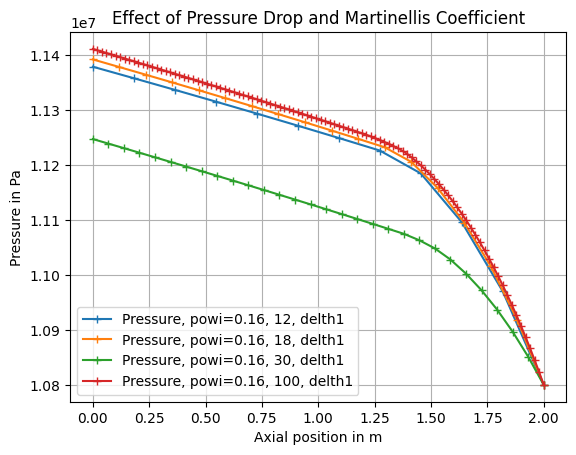 Effect of Pressure Drop and Martinellis Coefficient
1e7
1.14
1.13
1.12
1.11
1.10
1.09
1.08
Pressure in Pa
Pressure, powi=0.16, 12, delth1
Pressure, powi=0.16, 18, delth1
Pressure, powi=0.16, 30, delth1
Pressure, powi=0.16, 100, delth1
0.00 0.25 0.50 0.75 1.00 1.25 1.50 1.75 2.00
Axial position in m